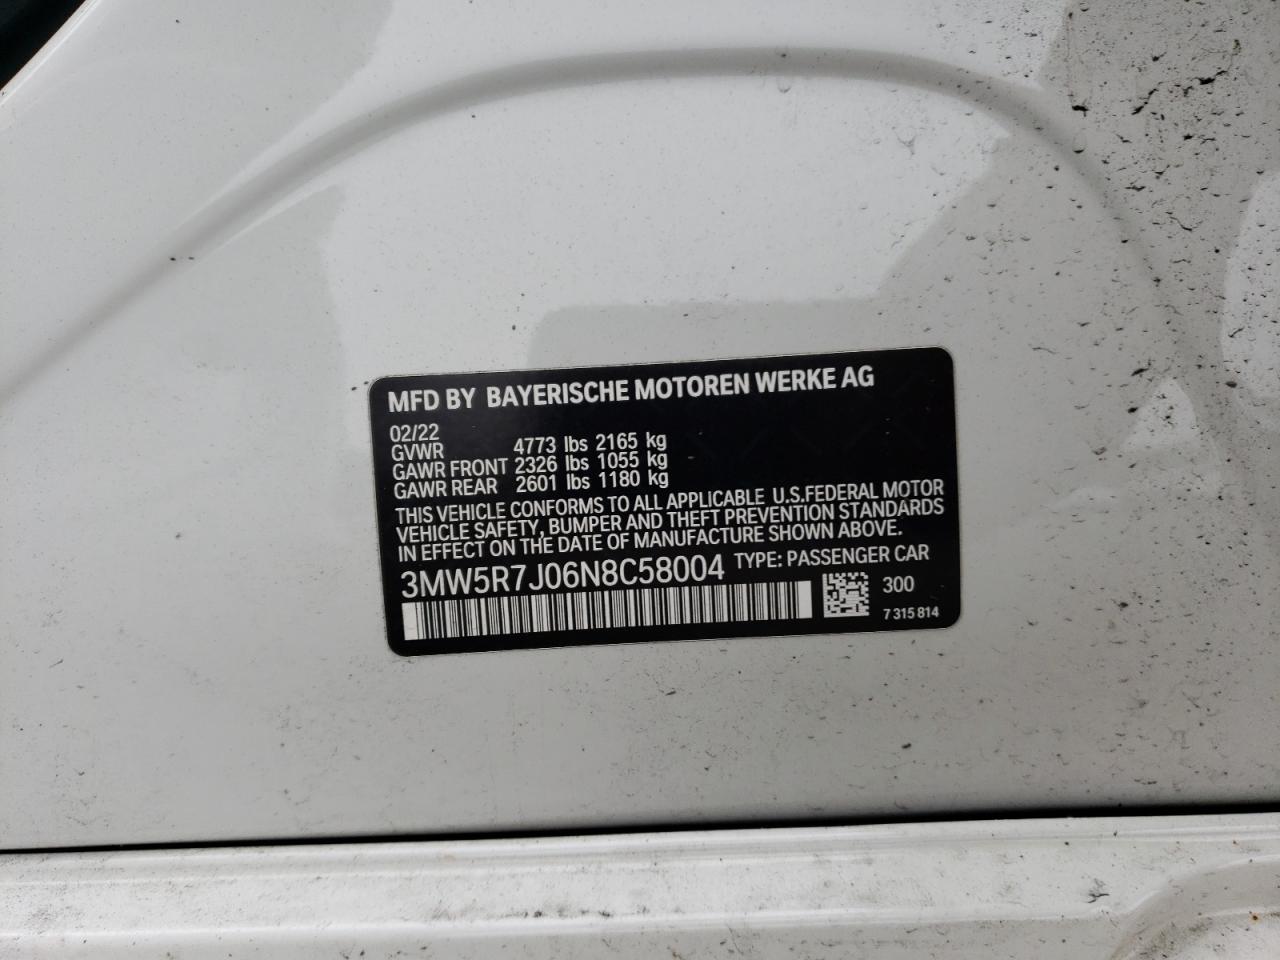 MFD BY BAYERISCHE MOTOREN WERKE AG
02/22
GVWR 4773 lbs 2165 kg
GAWR FRONT 2326 lbs 1055 kg
GAWR REAR 2601 lbs 1180 kg
THIS VEHICLE CONFORMS TO ALL APPLICABLE U.S.FEDERAL MOTOR
VEHICLE SAFETY, BUMPER AND THEFT PREVENTION STANDARDS
IN EFFECT ON THE DATE OF MANUFACTURE SHOWN ABOVE.
3MW5R7J06N8C58004 TYPE: PASSENGER CAR
300
7 315 814